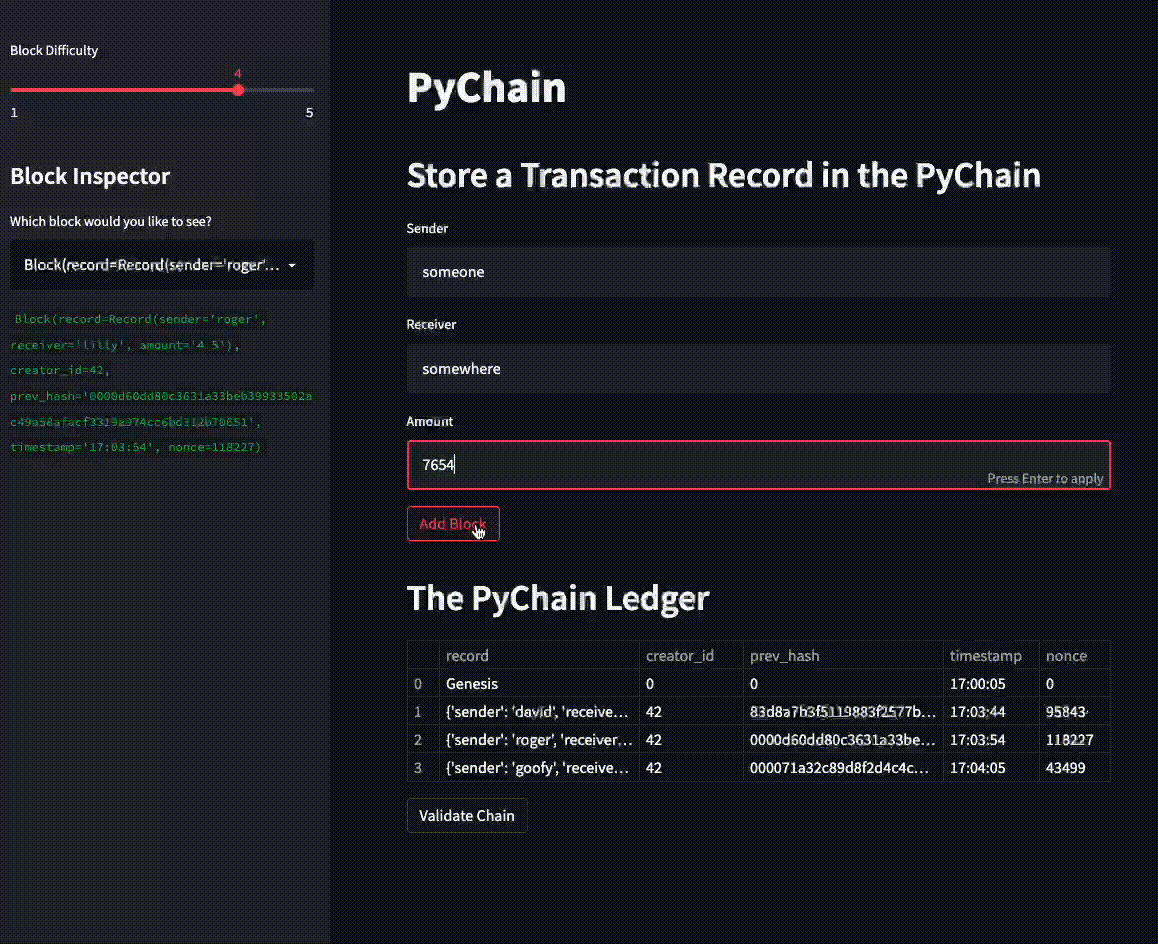 Block Difficulty
4
1 5
Block Inspector
Which block would you like to see?
Block(record=Record(sender='roger'...
Block(record=Record(sender='roger',
receiver='lilly', amount='4 5'),
creator_id=42,
timestamp='17:03:54', nonce=118227)
PyChain
Store a Transaction Record in the PyChain
Sender
someone
Receiver
somewhere
Amount
7654
Press Enter to apply
Add Block
The PyChain Ledger
record creator_id prev_hash timestamp nonce
0 Genesis 0 0 17:00:05 0
1 {'sender': 'david', 'receive... 42 83d8a7b3f5119883f2577b... 17:03:44 95843
2 {'sender': 'roger', 'receiver... 42 0000d60dd80c3631a33be... 17:03:54 118227
3 {'sender': 'goofy', 'receive... 42 000071a32c89d8f2d4c4c... 17:04:05 43499
Validate Chain